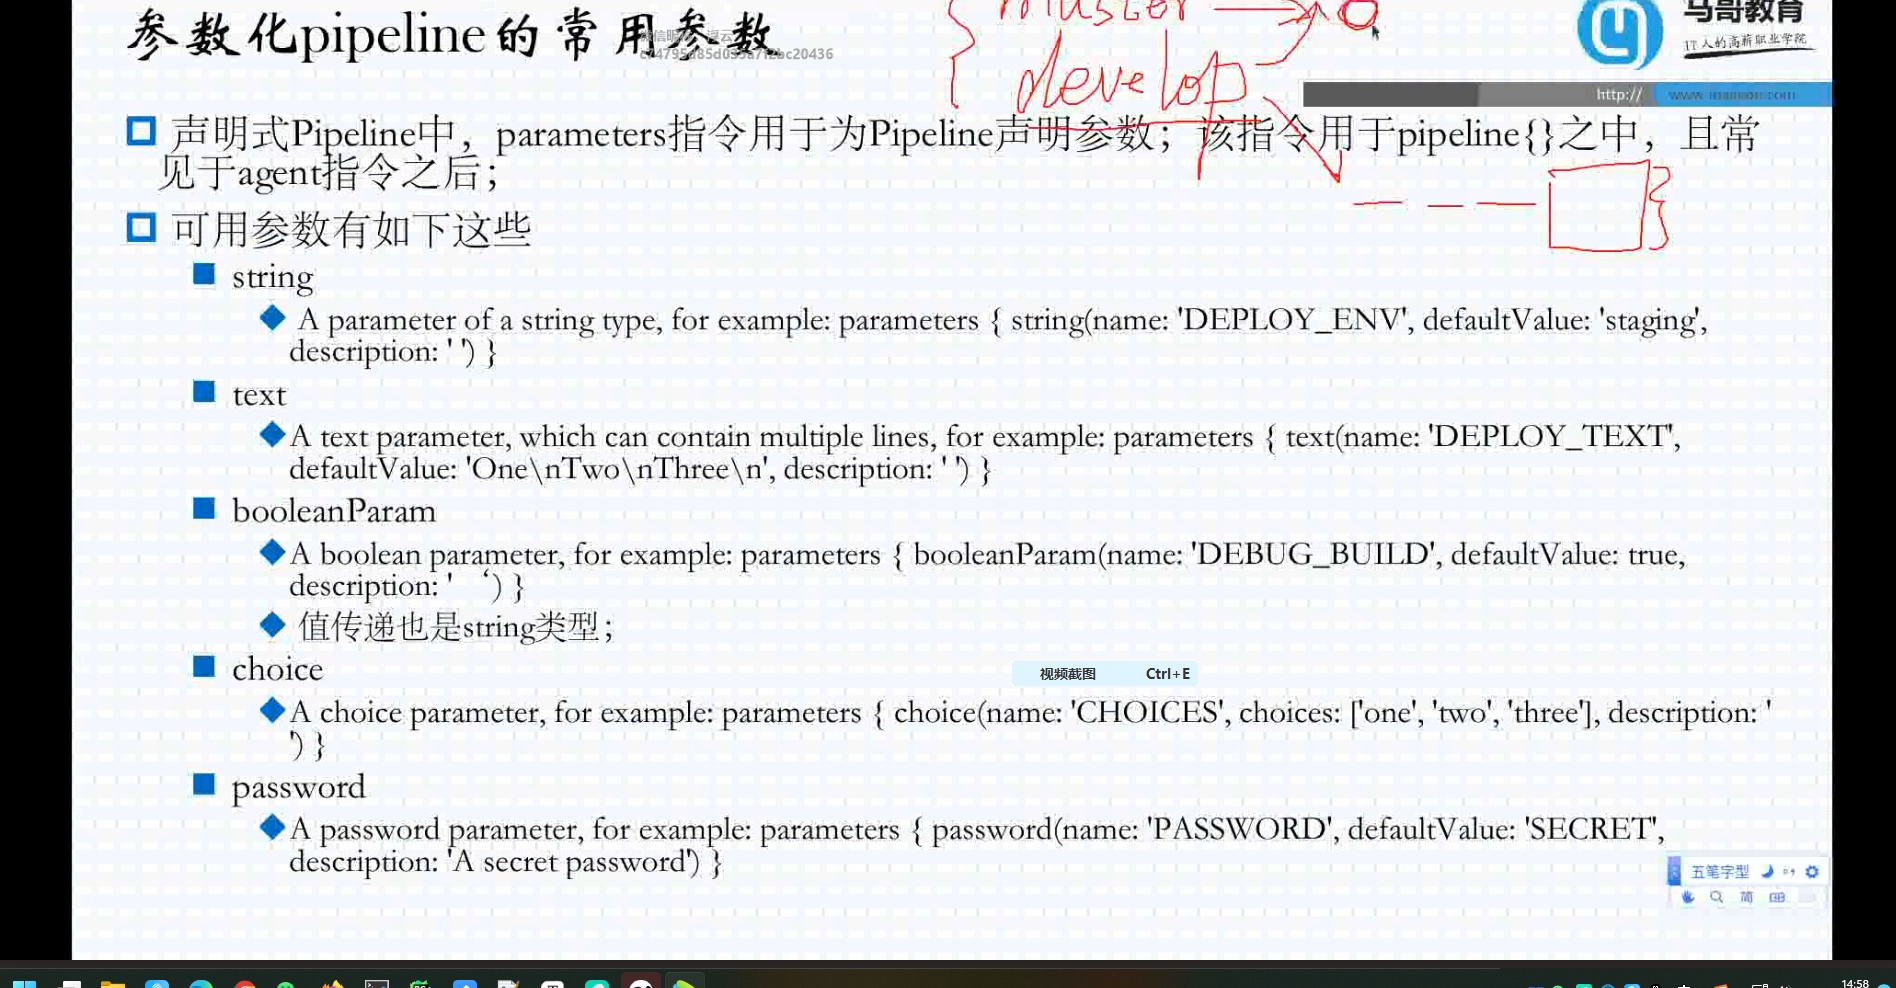 参数化pipeline的常用参数
马哥教育
IT人的高薪职业学院
master
develop
http://
声明式Pipeline中，parameters指令用于为Pipeline声明参数；该指令用于pipeline{}之中，且常
见于agent指令之后；
可用参数有如下这些
string
A parameter of a string type, for example: parameters { string(name: 'DEPLOY_ENV', defaultValue: 'staging',
description: ' ') }
text
A text parameter, which can contain multiple lines, for example: parameters { text(name: 'DEPLOY_TEXT',
defaultValue: 'One\nTwo\nThree\n', description: ' ') }
booleanParam
A boolean parameter, for example: parameters { booleanParam(name: 'DEBUG_BUILD', defaultValue: true,
description: '   ‘) }
值传递也是string类型；
choice
视频截图 Ctrl+E
A choice parameter, for example: parameters { choice(name: 'CHOICES', choices: ['one', 'two', 'three'], description: '
') }
password
A password parameter, for example: parameters { password(name: 'PASSWORD', defaultValue: 'SECRET',
description: 'A secret password') }
五笔字型
简
14:58